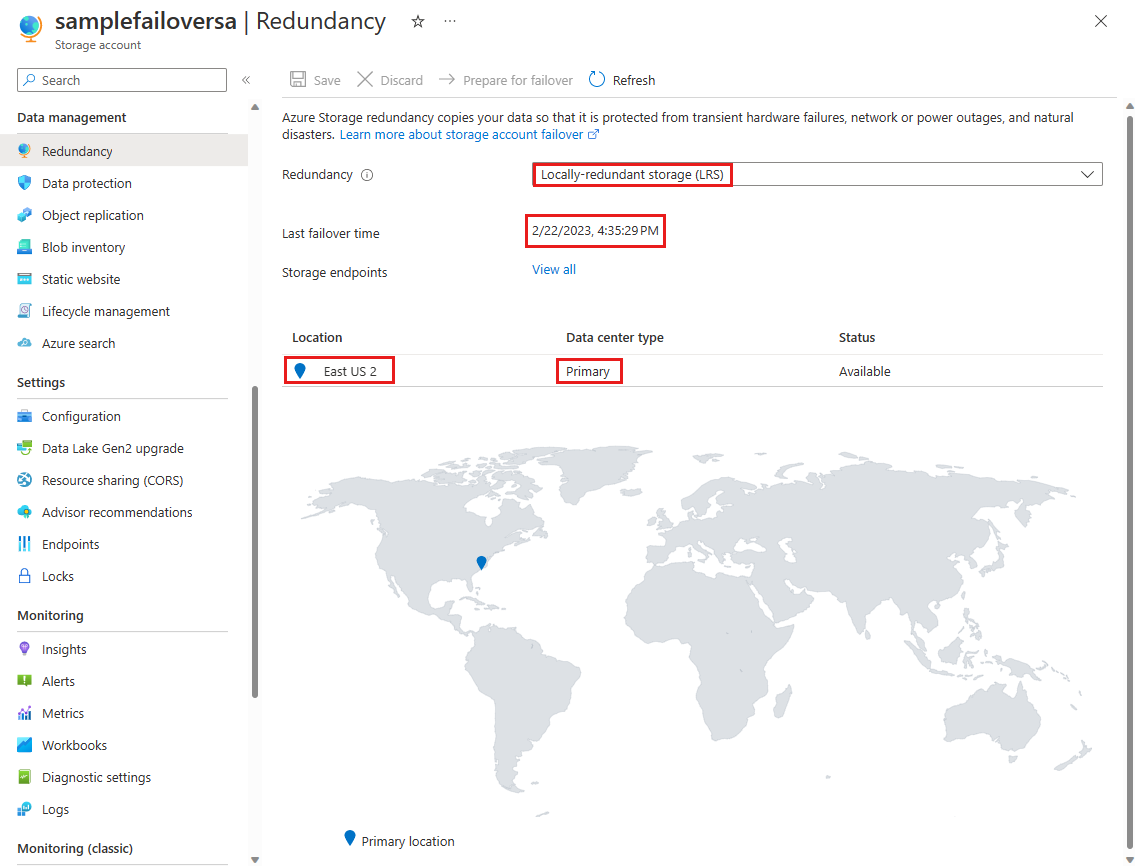 samplefailoversa | Redundancy
Storage account
Search
Data management
Redundancy
Data protection
Object replication
Blob inventory
Static website
Lifecycle management
Azure search
Settings
Configuration
Data Lake Gen2 upgrade
Resource sharing (CORS)
Advisor recommendations
Endpoints
Locks
Monitoring
Insights
Alerts
Metrics
Workbooks
Diagnostic settings
Logs
Monitoring (classic)
Save Discard Prepare for failover Refresh
Azure Storage redundancy copies your data so that it is protected from transient hardware failures, network or power outages, and natural
disasters. Learn more about storage account failover
Redundancy Locally-redundant storage (LRS)
Last failover time 2/22/2023, 4:35:29 PM
Storage endpoints View all
Location Data center type Status
East US 2 Primary Available
Primary location